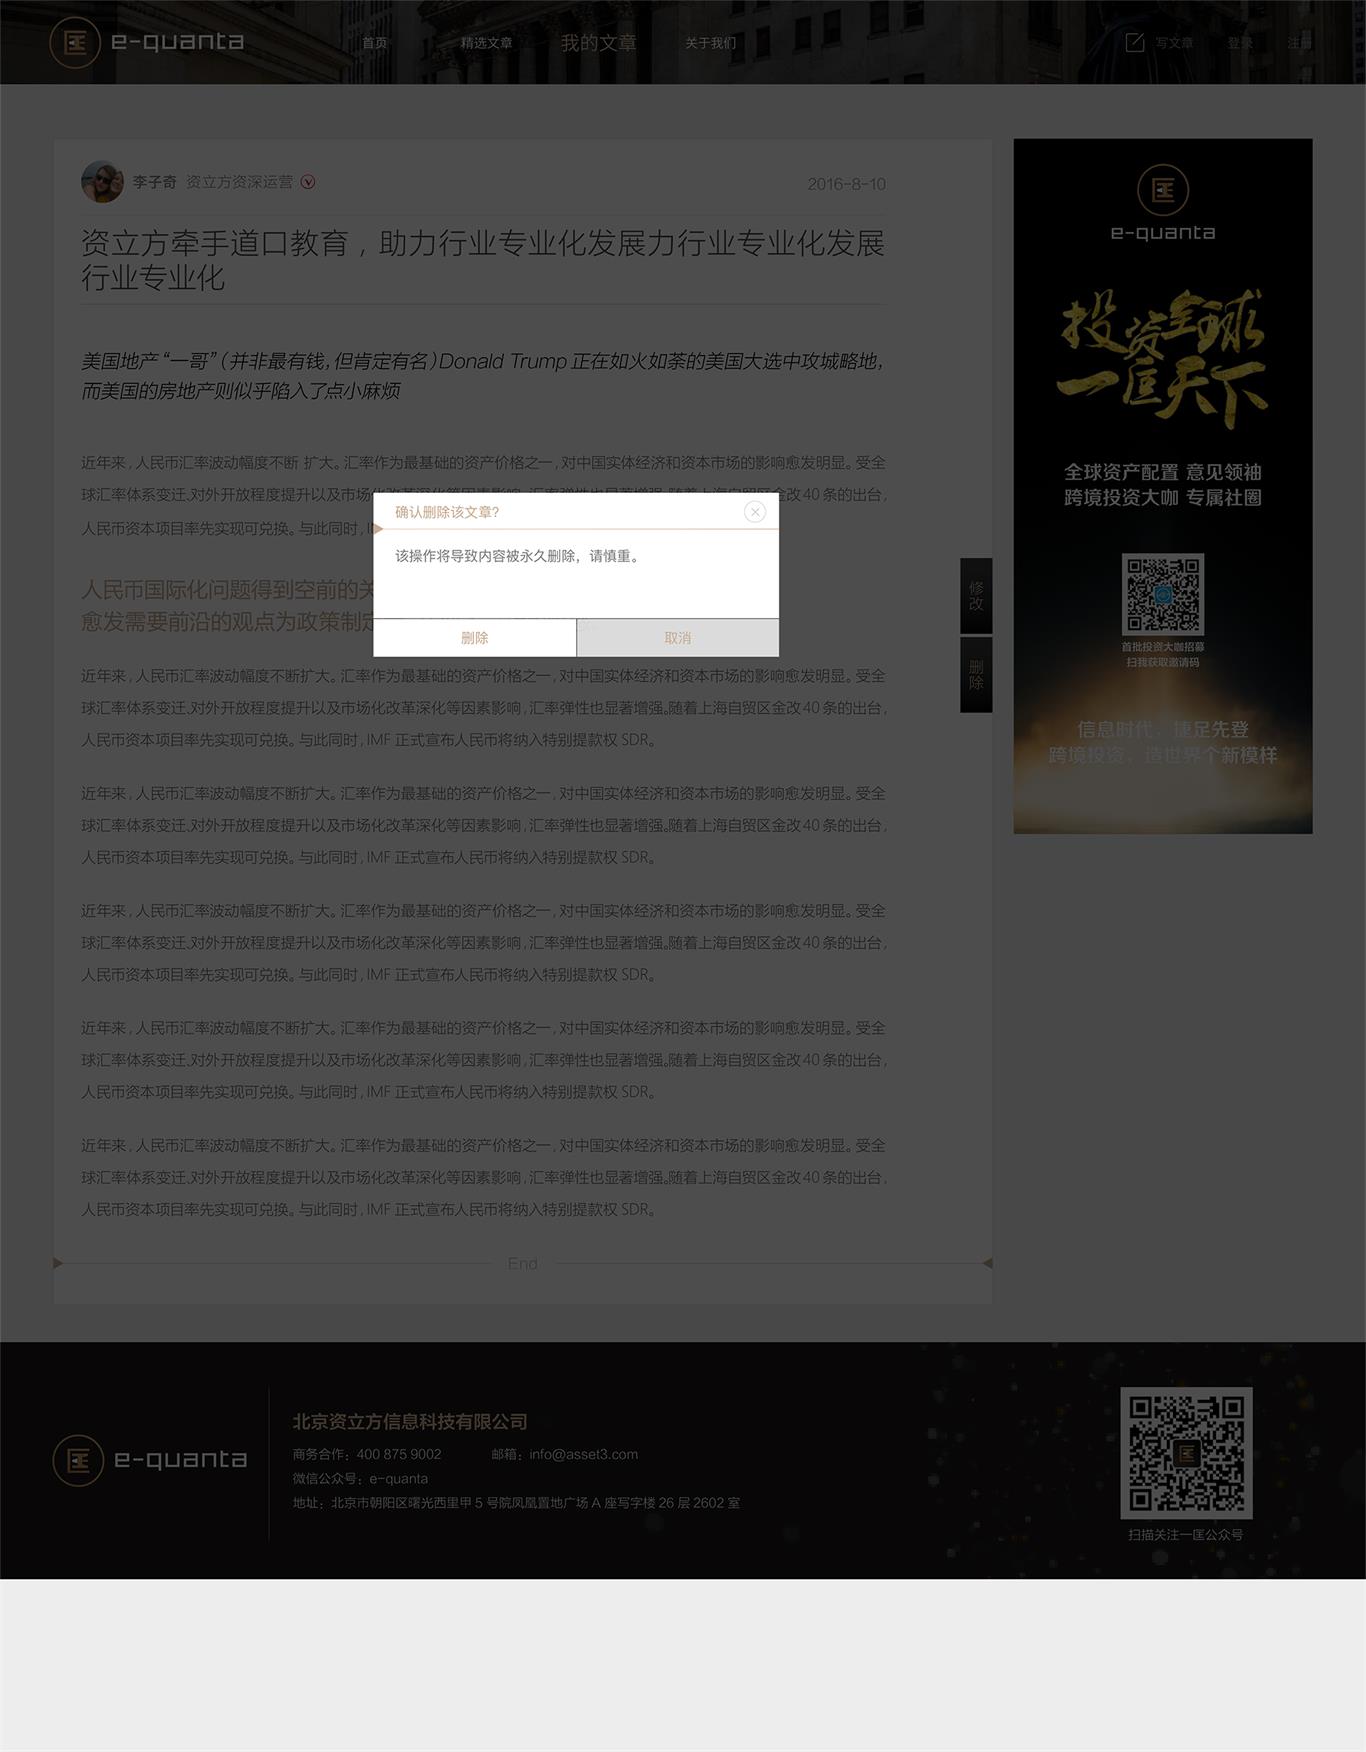 e-quanta
首页 精选文章 我的文章 关于我们 写文章 登录 注册
李子奇 资立方资深运营
2016-8-10
资立方牵手道口教育，助力行业专业化发展力行业专业化发展
行业专业化
美国地产“一哥”（并非最有钱，但肯定有名）Donald Trump 正在如火如荼的美国大选中攻城略地，
而美国的房地产则似乎陷入了点小麻烦
近年来，人民币汇率波动幅度不断 扩大。汇率作为最基础的资产价格之一，对中国实体经济和资本市场的影响愈发明显。受全
球汇率体系变迁、对外开放程度提升以及市场化改革深化等因素影响，汇率弹性也显著增强。随着上海自贸区金改40 条的出台，
人民币资本项目率先实现可兑换。与此同时，
确认删除该文章?
该操作将导致内容被永久删除，请慎重。
删除
取消
人民币国际化问题得到空前的关
愈发需要前沿的观点为政策制定
修改
删除
近年来，人民币汇率波动幅度不断扩大。汇率作为最基础的资产价格之一，对中国实体经济和资本市场的影响愈发明显。受全
球汇率体系变迁、对外开放程度提升以及市场化改革深化等因素影响，汇率弹性也显著增强。随着上海自贸区金改40 条的出台，
人民币资本项目率先实现可兑换。与此同时，IMF 正式宣布人民币将纳入特别提款权 SDR。
近年来，人民币汇率波动幅度不断扩大。汇率作为最基础的资产价格之一，对中国实体经济和资本市场的影响愈发明显。受全
球汇率体系变迁、对外开放程度提升以及市场化改革深化等因素影响，汇率弹性也显著增强。随着上海自贸区金改40 条的出台，
人民币资本项目率先实现可兑换。与此同时，IMF 正式宣布人民币将纳入特别提款权 SDR。
近年来，人民币汇率波动幅度不断扩大。汇率作为最基础的资产价格之一，对中国实体经济和资本市场的影响愈发明显。受全
球汇率体系变迁、对外开放程度提升以及市场化改革深化等因素影响，汇率弹性也显著增强。随着上海自贸区金改40 条的出台，
人民币资本项目率先实现可兑换。与此同时，IMF 正式宣布人民币将纳入特别提款权 SDR。
近年来，人民币汇率波动幅度不断扩大。汇率作为最基础的资产价格之一，对中国实体经济和资本市场的影响愈发明显。受全
球汇率体系变迁、对外开放程度提升以及市场化改革深化等因素影响，汇率弹性也显著增强。随着上海自贸区金改40 条的出台，
人民币资本项目率先实现可兑换。与此同时，IMF 正式宣布人民币将纳入特别提款权 SDR。
近年来，人民币汇率波动幅度不断扩大。汇率作为最基础的资产价格之一，对中国实体经济和资本市场的影响愈发明显。受全
球汇率体系变迁、对外开放程度提升以及市场化改革深化等因素影响，汇率弹性也显著增强。随着上海自贸区金改40 条的出台，
人民币资本项目率先实现可兑换。与此同时，IMF 正式宣布人民币将纳入特别提款权 SDR。
End
e-quanta
投资全球
一匡天下
全球资产配置 意见领袖
跨境投资大咖 专属社圈
首批投资大咖招募
扫我获取邀请码
信息时代，捷足先登
跨境投资，造世界个新模样
e-quanta
北京资立方信息科技有限公司
商务合作：400 875 9002 邮箱：info@asset3.com
微信公众号：e-quanta
地址：北京市朝阳区曙光西里甲 5 号院凤凰置地广场 A 座写字楼 26 层 2602 室
扫描关注一匡公众号